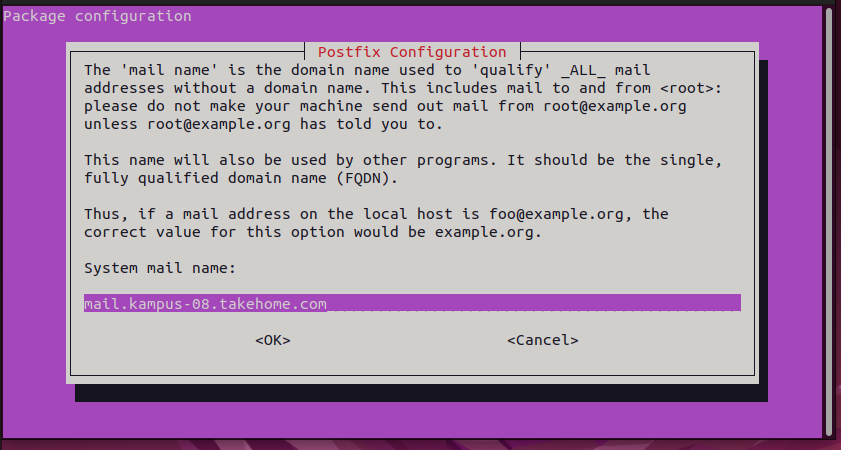 Package configuration
Postfix Configuration
The 'mail name' is the domain name used to 'qualify' _ALL_ mail
addresses without a domain name. This includes mail to and from <root>:
please do not make your machine send out mail from root@example.org
unless root@example.org has told you to.
This name will also be used by other programs. It should be the single,
fully qualified domain name (FQDN).
Thus, if a mail address on the local host is foo@example.org, the
correct value for this option would be example.org.
System mail name:
mail.kampus-08.takehome.com
<OK> <Cancel>